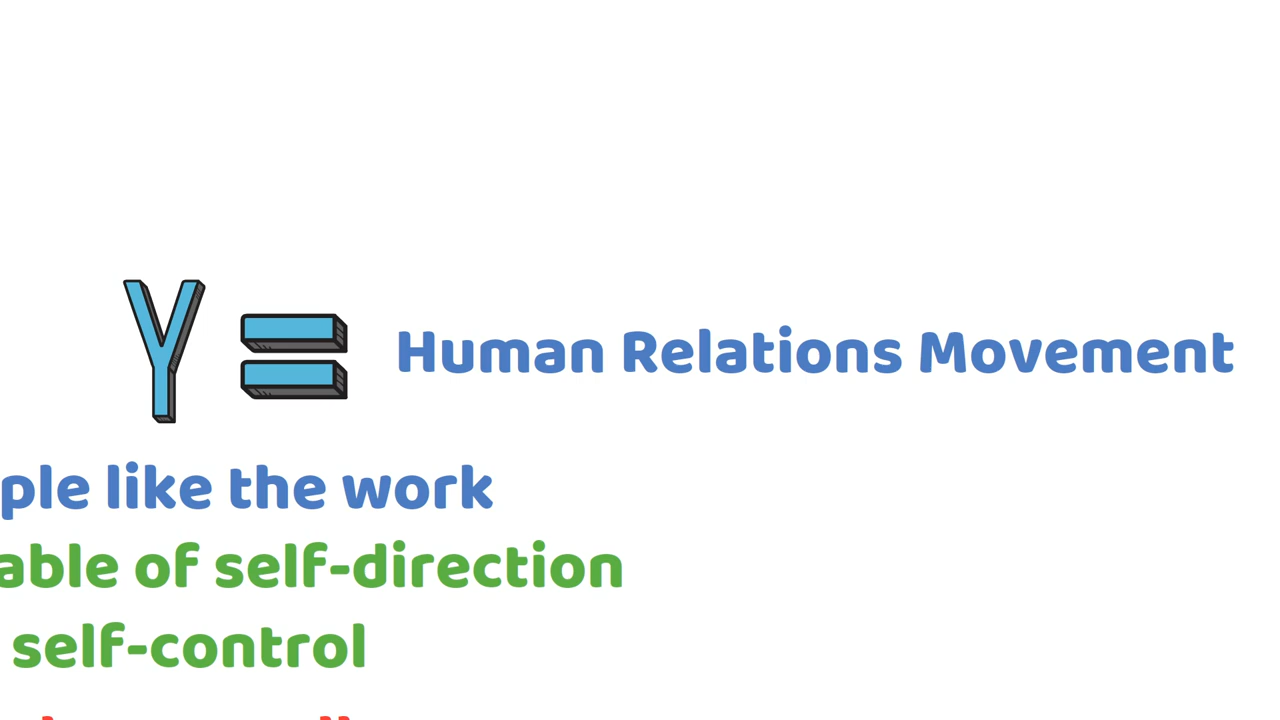 Y = Human Relations Movement
ple like the work
able of self-direction
self-control